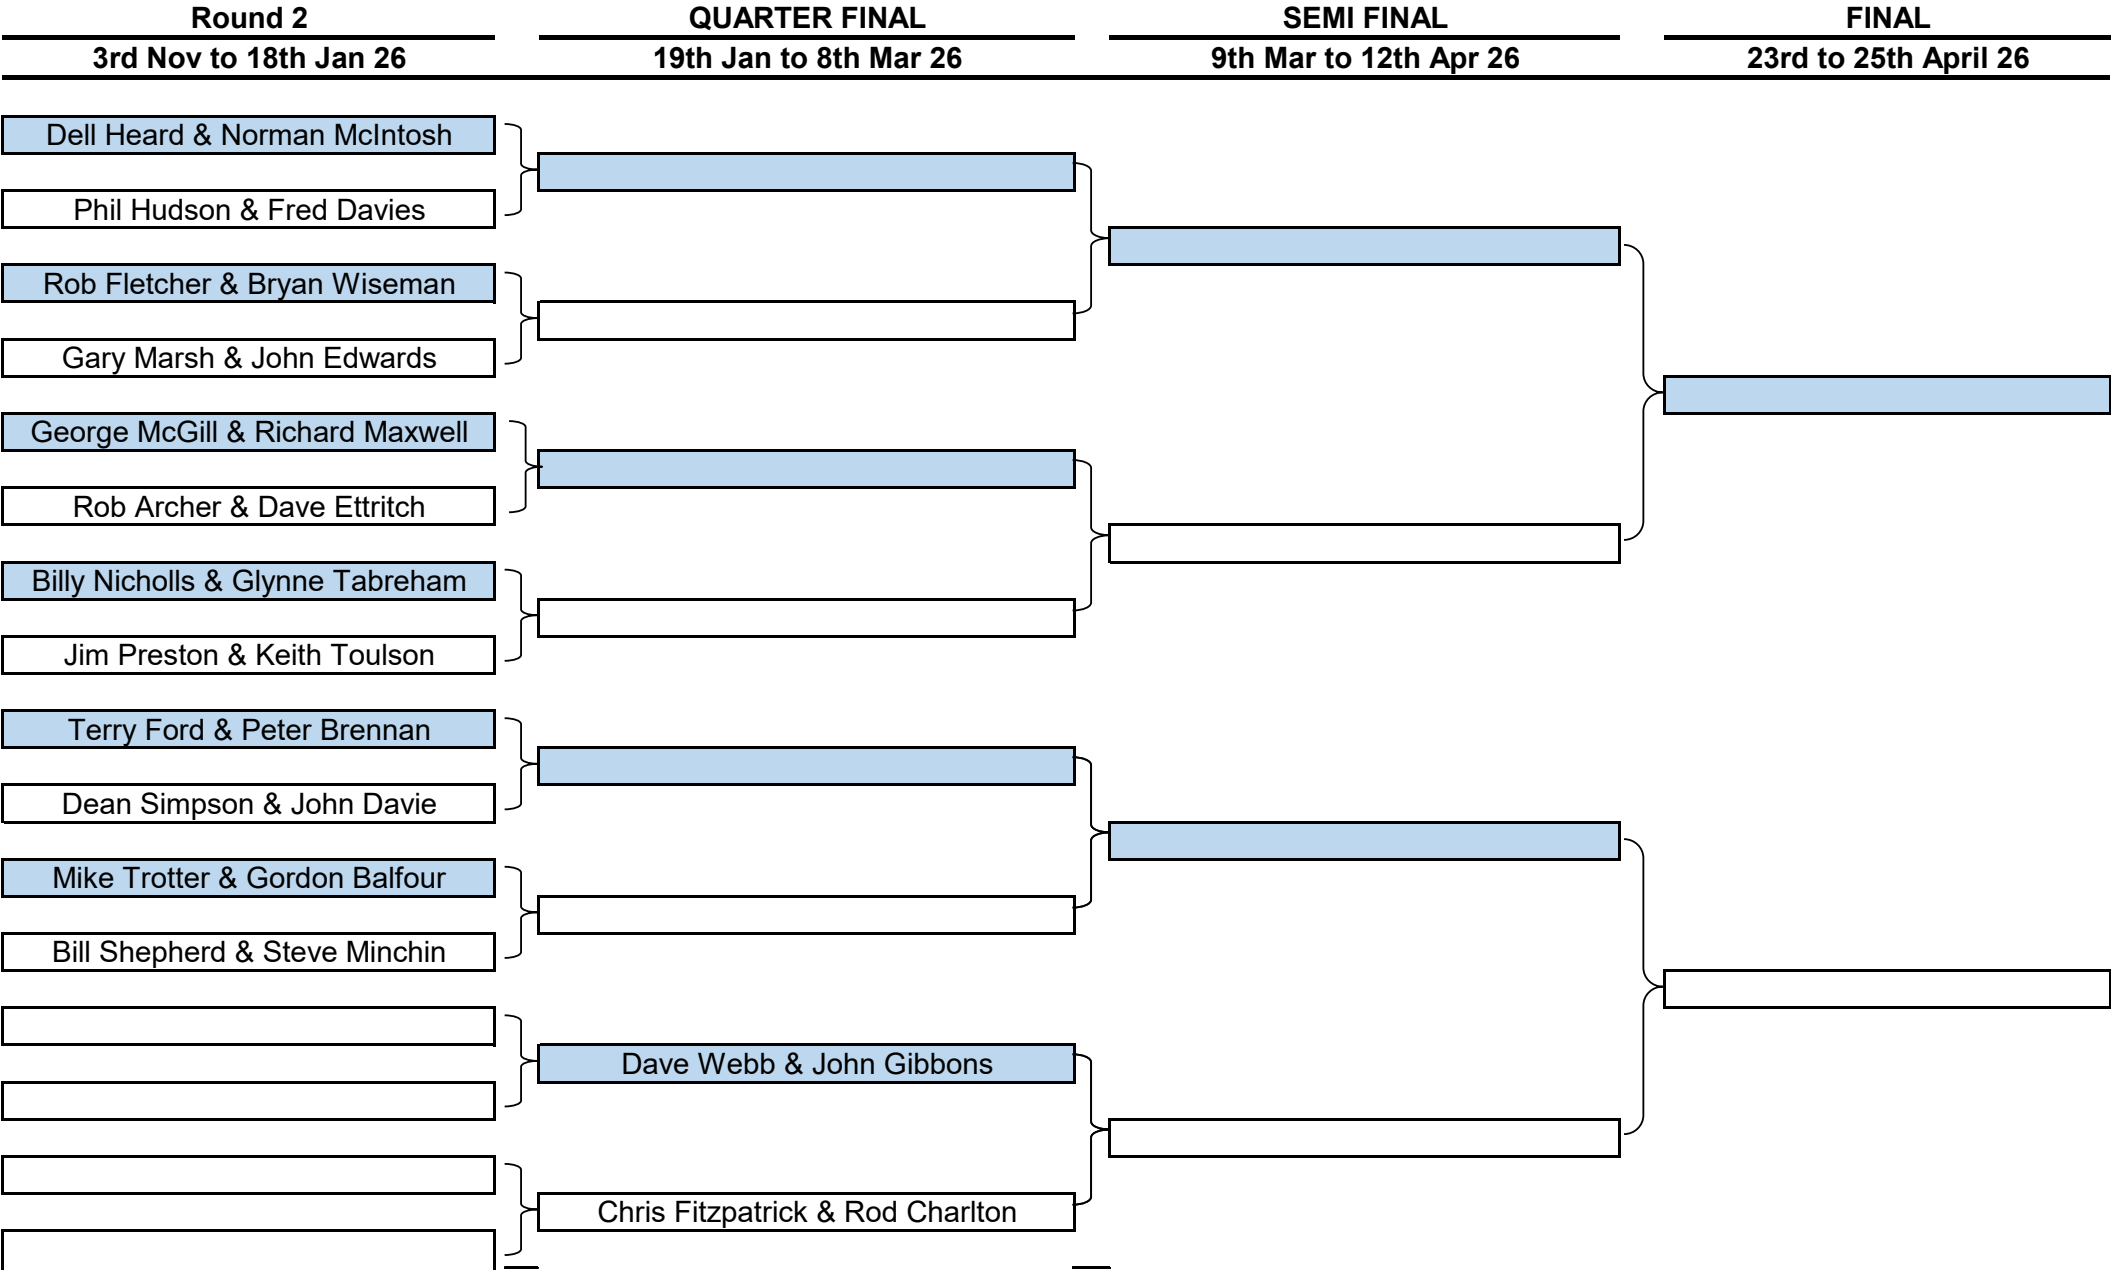 Round 2
QUARTER FINAL
SEMI FINAL
FINAL
3rd Nov to 18th Jan 26
19th Jan to 8th Mar 26
9th Mar to 12th Apr 26
23rd to 25th April 26
Dell Heard & Norman McIntosh
Phil Hudson & Fred Davies
Rob Fletcher & Bryan Wiseman
Gary Marsh & John Edwards
George McGill & Richard Maxwell
Rob Archer & Dave Ettritch
Billy Nicholls & Glynne Tabreham
Jim Preston & Keith Toulson
Terry Ford & Peter Brennan
Dean Simpson & John Davie
Mike Trotter & Gordon Balfour
Bill Shepherd & Steve Minchin
Dave Webb & John Gibbons
Chris Fitzpatrick & Rod Charlton